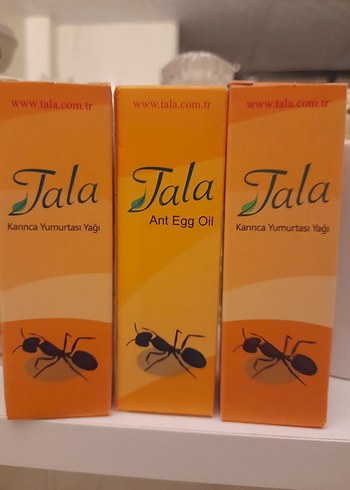 www.tala.com.tr
Tala
Karınca Yumurtası Yağı
www.tala.com.tr
Tala
Ant Egg Oil
www.tala.com.tr
Tala
Karınca Yumurtası Yağı